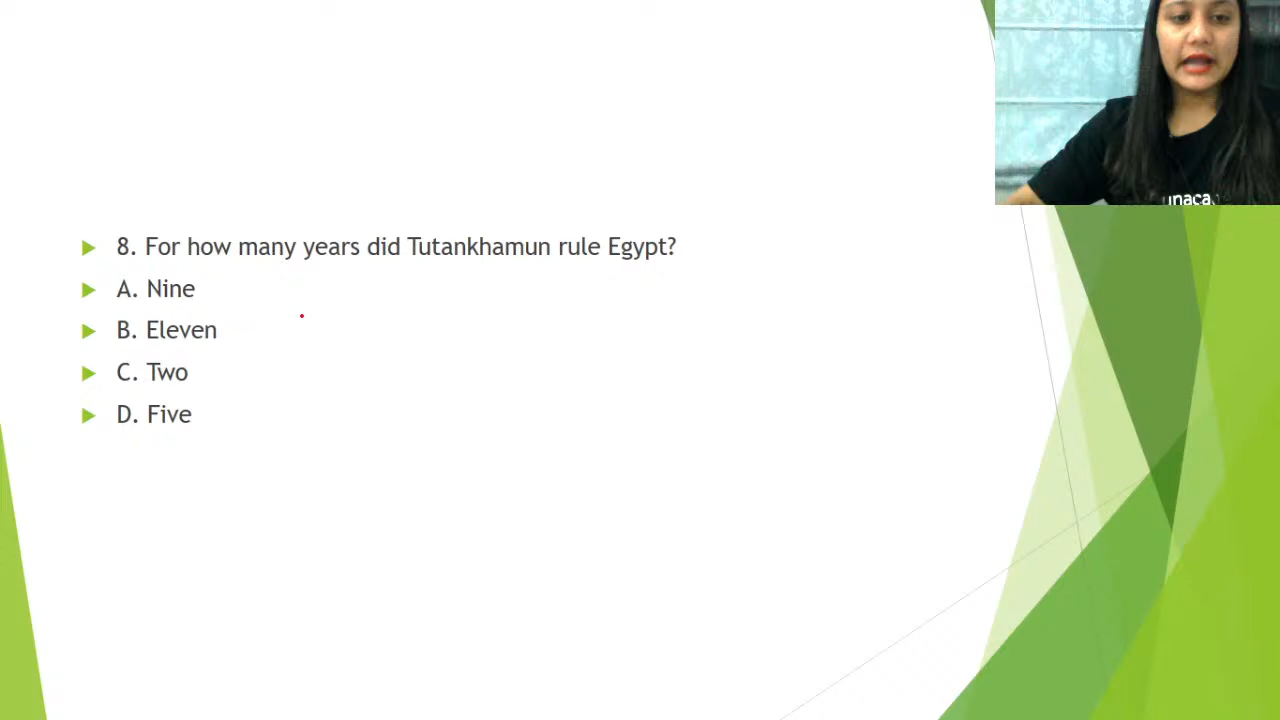 8. For how many years did Tutankhamun rule Egypt?
A. Nine
B. Eleven
C. Two
D. Five